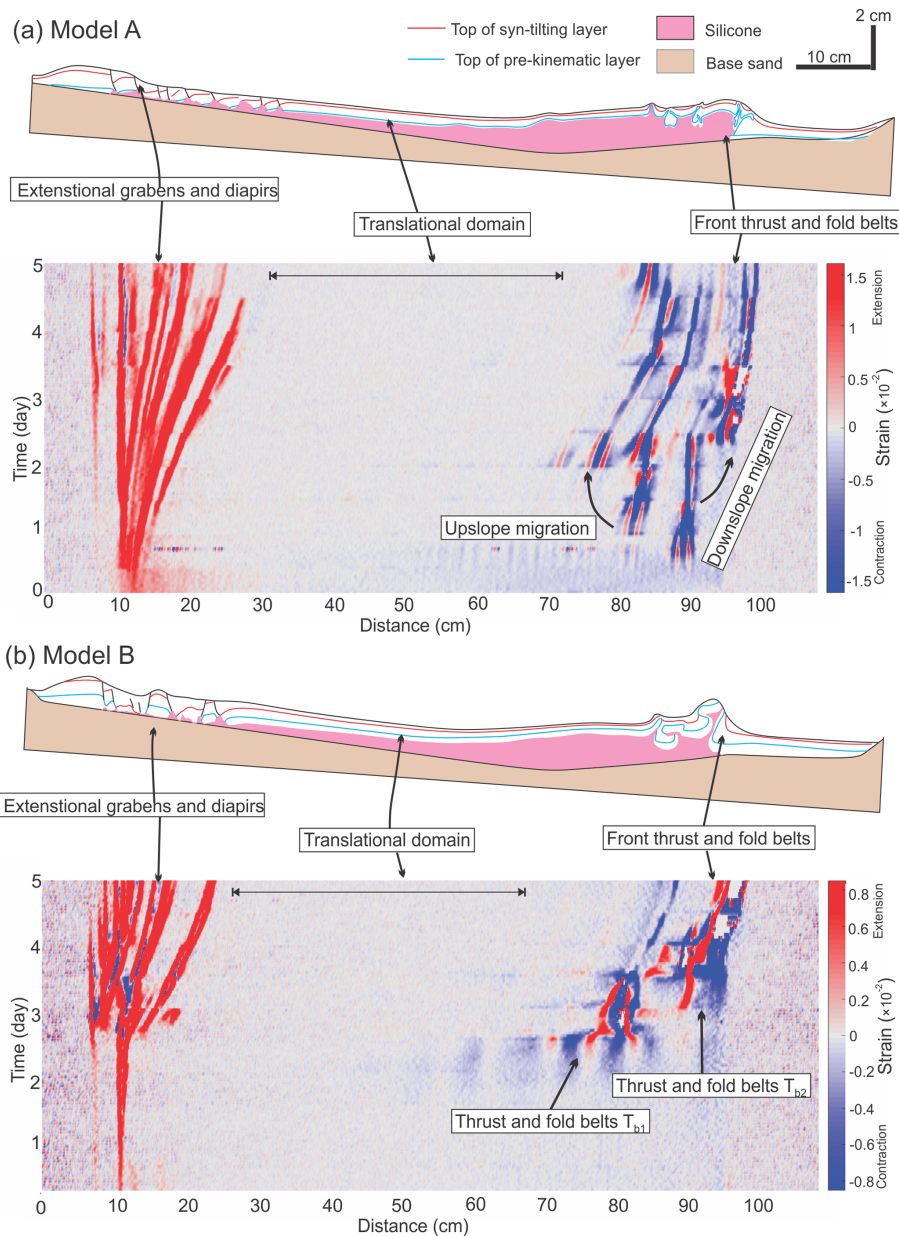 (a) Model A
Top of syn-tilting layer
Top of pre-kinematic layer
Silicone
Base sand
2 cm
10 cm
Extenstional grabens and diapirs
Translational domain
Front thrust and fold belts
5
4
3
2
1
0
Time (day)
Upslope migration
Downslope migration
0 10 20 30 40 50 60 70 80 90 100
Distance (cm)
1.5
1
0.5
0
-0.5
-1
-1.5
Extension
Contraction
Strain (×10⁻²)
(b) Model B
Extenstional grabens and diapirs
Translational domain
Front thrust and fold belts
5
4
3
2
1
Time (day)
Thrust and fold belts T_b2
Thrust and fold belts T_b1
0 10 20 30 40 50 60 70 80 90 100
Distance (cm)
0.8
0.6
0.4
0.2
0
-0.2
-0.4
-0.6
-0.8
Extension
Contraction
Strain (×10⁻²)